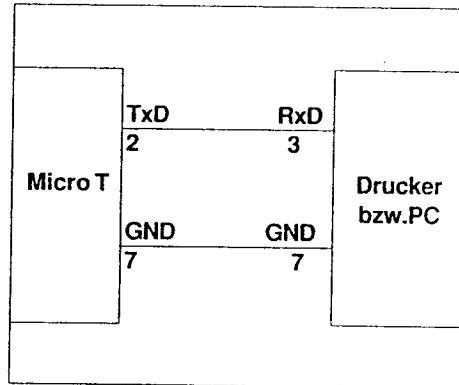 TxD RxD
2 3
Micro T
Drucker
bzw.PC
GND GND
7 7